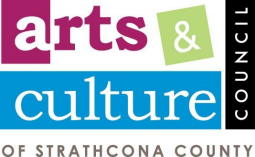 arts &
culture
COUNCIL
OF STRATHCONA COUNTY